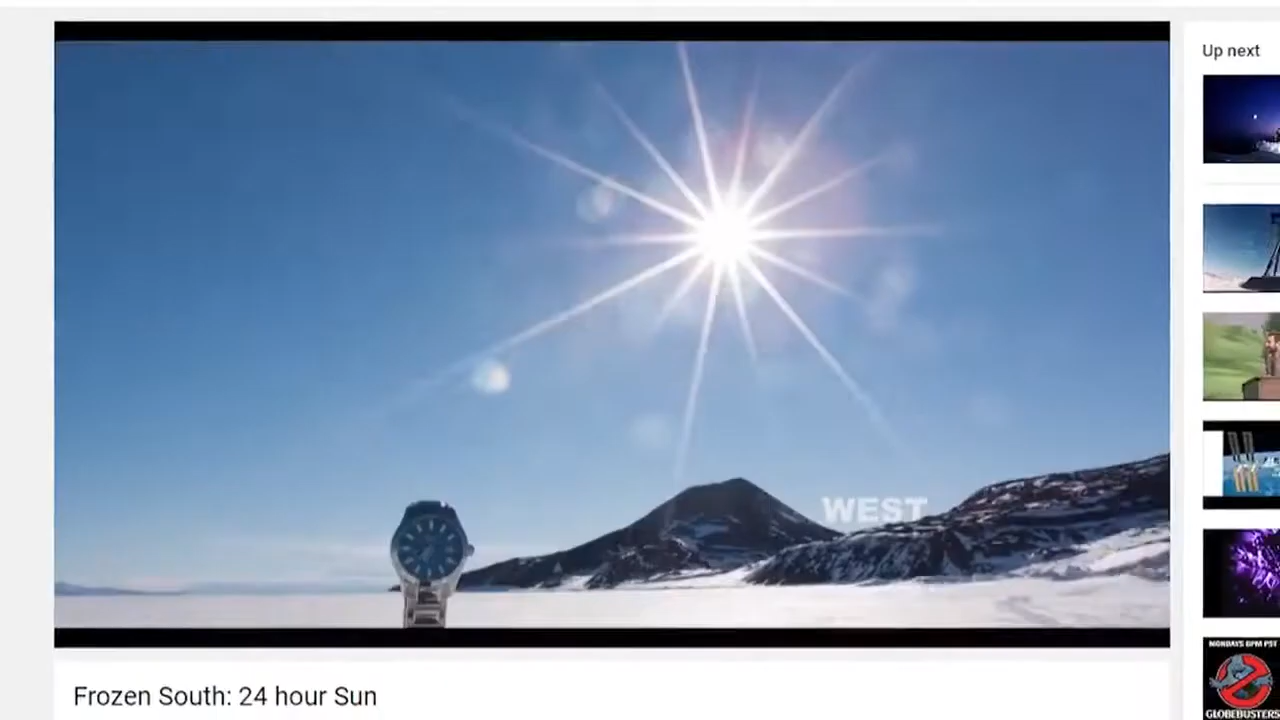 Up next
WEST
MONDAYS 8PM PST
GLOBEBUSTERS
Frozen South: 24 hour Sun